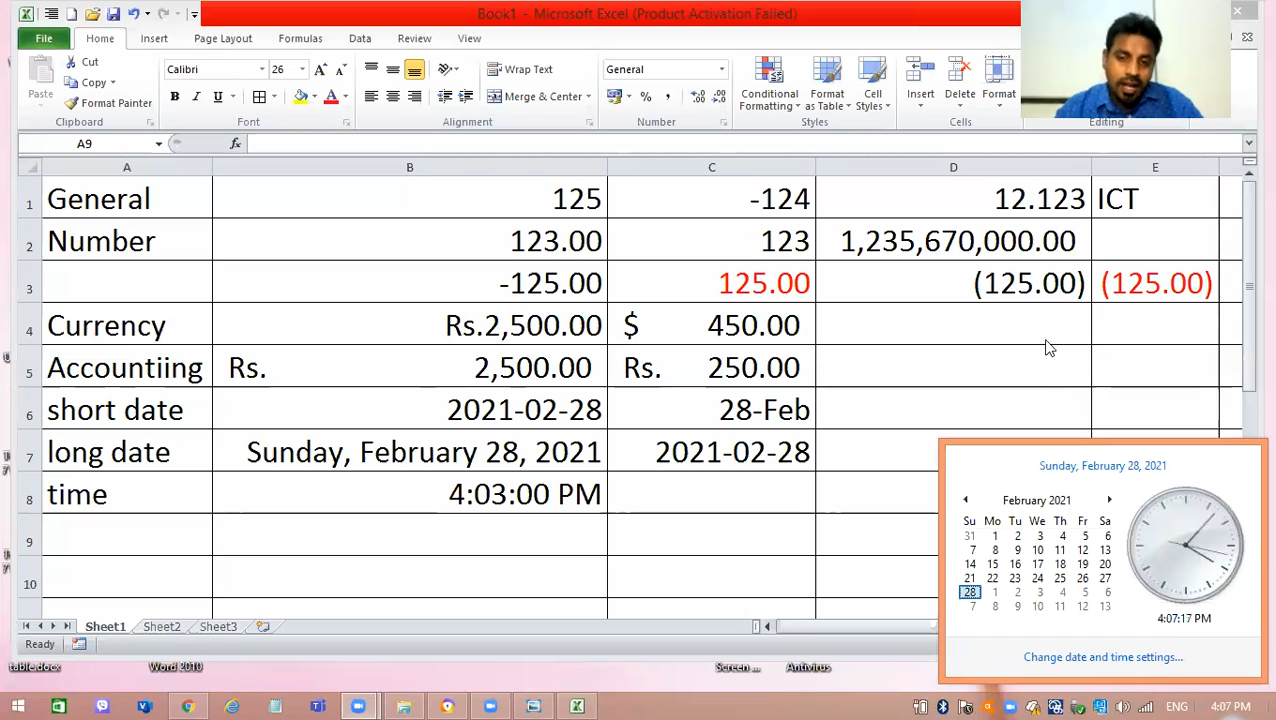 Book1 - Microsoft Excel (Product Activation Failed)
File Home Insert Page Layout Formulas Data Review View
Paste
Cut
Copy
Format Painter
Clipboard
Calibri 26
B I U
Font
Wrap Text
Merge & Center
Alignment
General
Number
Conditional Formatting
Format as Table
Cell Styles
Styles
Insert
Delete
Format
Cells
Editing
A9 fx
A B C D E
1 General 125 -124 12.123 ICT
2 Number 123.00 123 1,235,670,000.00
3 -125.00 125.00 (125.00) (125.00)
4 Currency Rs.2,500.00 $ 450.00
5 Accountiing Rs. 2,500.00 Rs. 250.00
6 short date 2021-02-28 28-Feb
7 long date Sunday, February 28, 2021 2021-02-28
8 time 4:03:00 PM
9
10
Sunday, February 28, 2021
February 2021
Su Mo Tu We Th Fr Sa
31 1 2 3 4 5 6
7 8 9 10 11 12 13
14 15 16 17 18 19 20
21 22 23 24 25 26 27
28 1 2 3 4 5 6
7 8 9 10 11 12 13
4:07:17 PM
Change date and time settings...
Sheet1 Sheet2 Sheet3
Ready
table.docx Word 2010 Screen ... Antivirus
ENG 4:07 PM